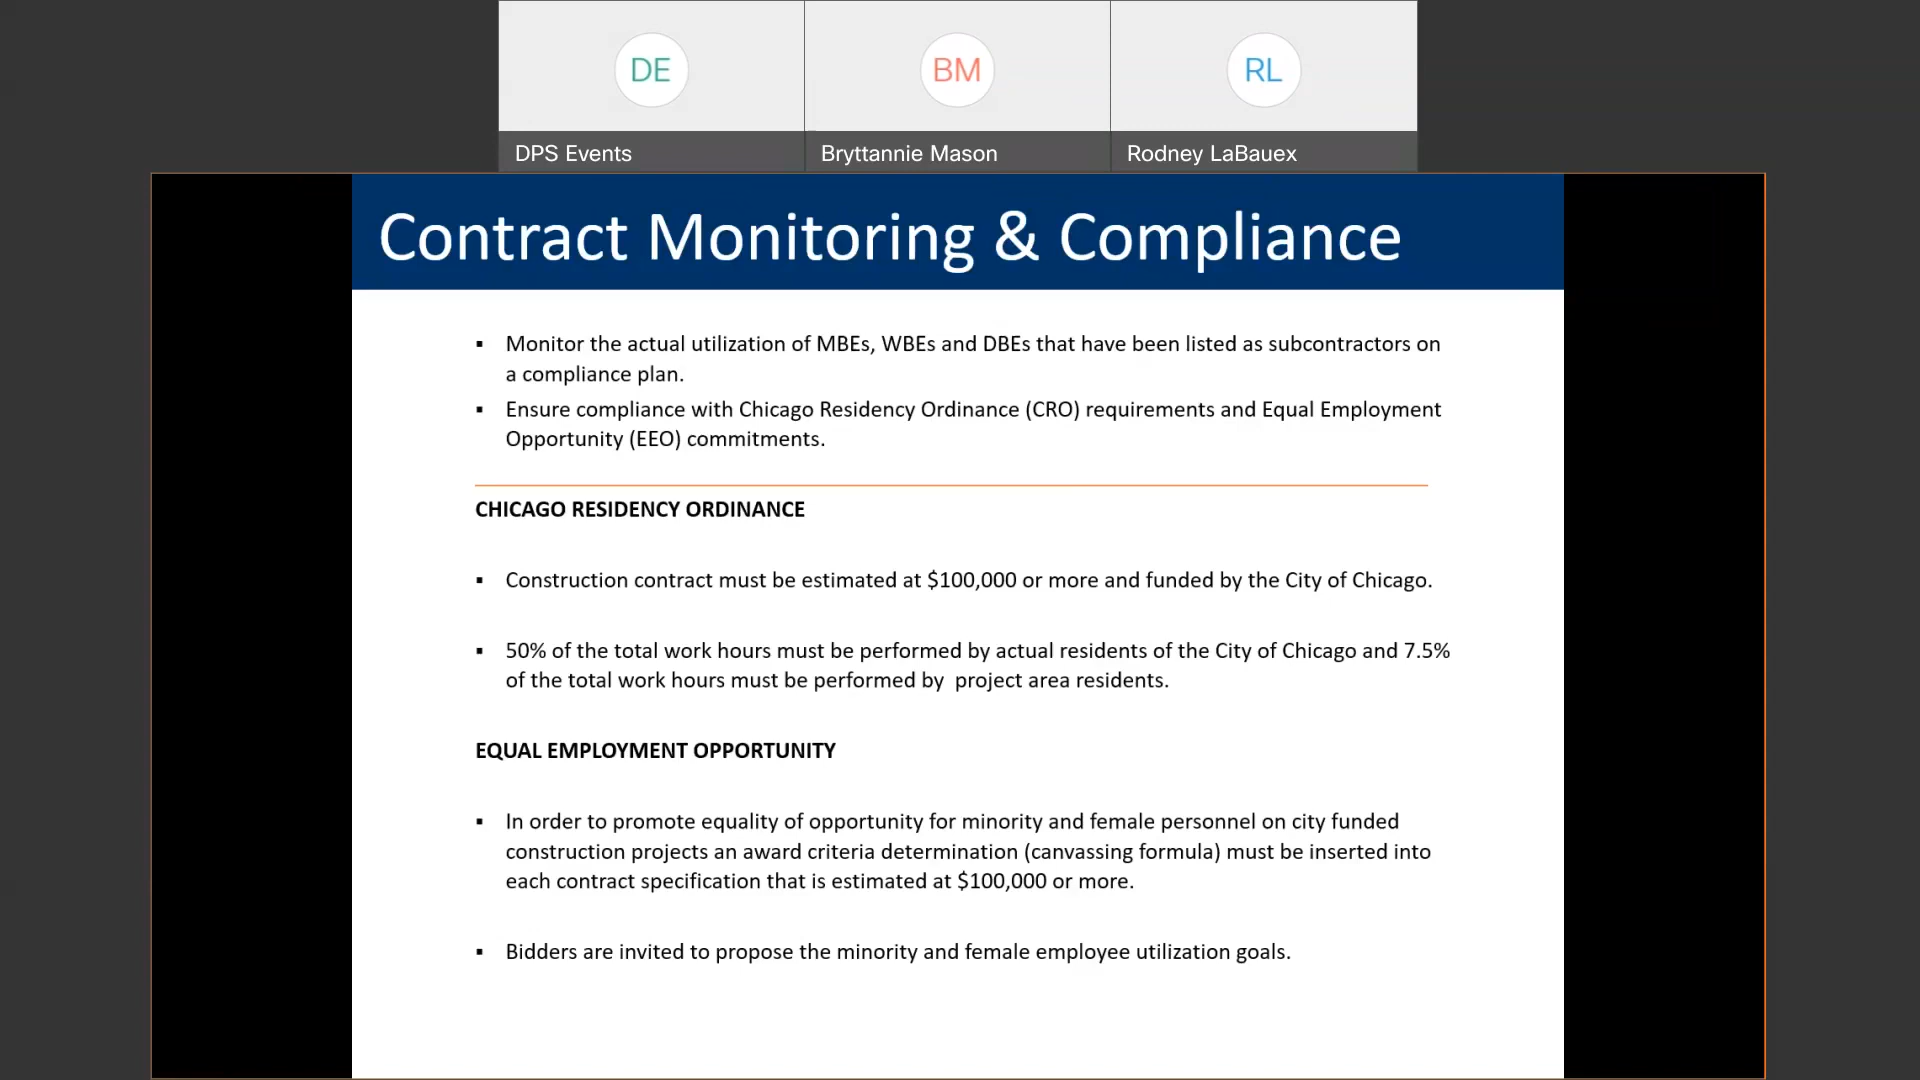 DE
BM
RL
DPS Events
Bryttannie Mason
Rodney LaBauex
Contract Monitoring & Compliance
▪ Monitor the actual utilization of MBEs, WBEs and DBEs that have been listed as subcontractors on
a compliance plan.
▪ Ensure compliance with Chicago Residency Ordinance (CRO) requirements and Equal Employment
Opportunity (EEO) commitments.
CHICAGO RESIDENCY ORDINANCE
▪ Construction contract must be estimated at $100,000 or more and funded by the City of Chicago.
▪ 50% of the total work hours must be performed by actual residents of the City of Chicago and 7.5%
of the total work hours must be performed by  project area residents.
EQUAL EMPLOYMENT OPPORTUNITY
▪ In order to promote equality of opportunity for minority and female personnel on city funded
construction projects an award criteria determination (canvassing formula) must be inserted into
each contract specification that is estimated at $100,000 or more.
▪ Bidders are invited to propose the minority and female employee utilization goals.